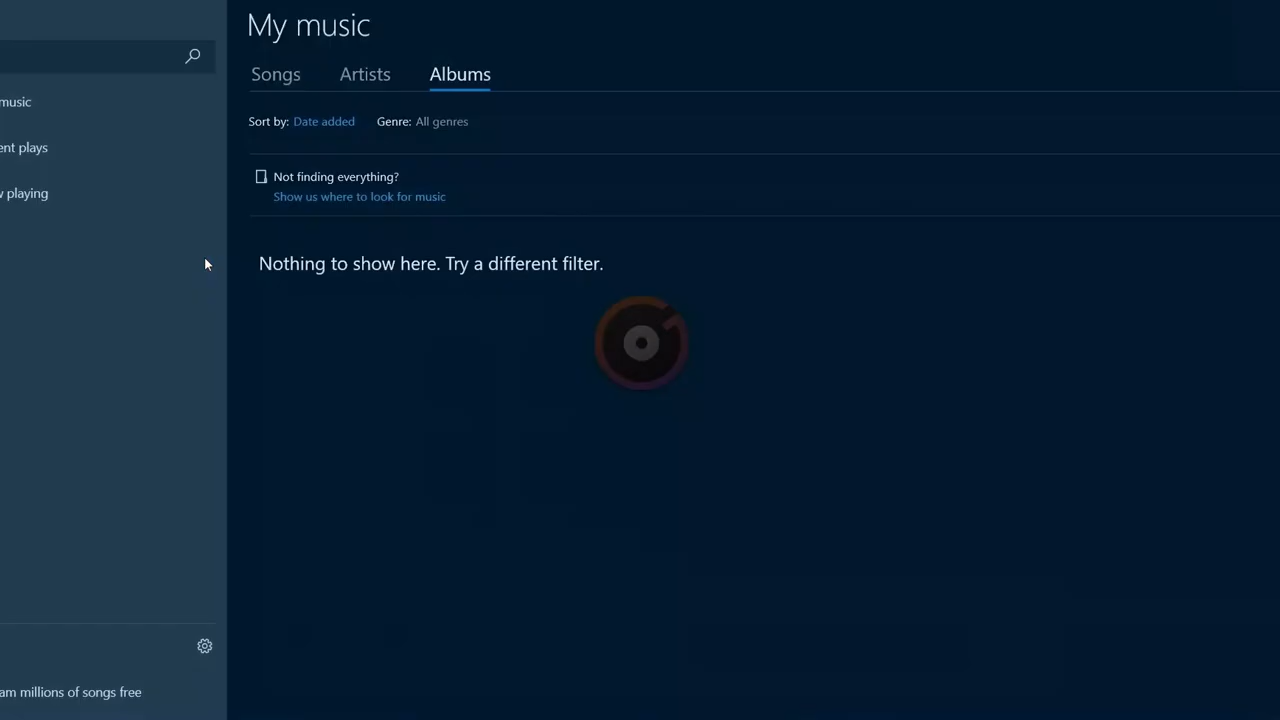 My music
Songs Artists Albums
Sort by: Date added Genre: All genres
Not finding everything?
Show us where to look for music
Nothing to show here. Try a different filter.
music
ent plays
playing
am millions of songs free